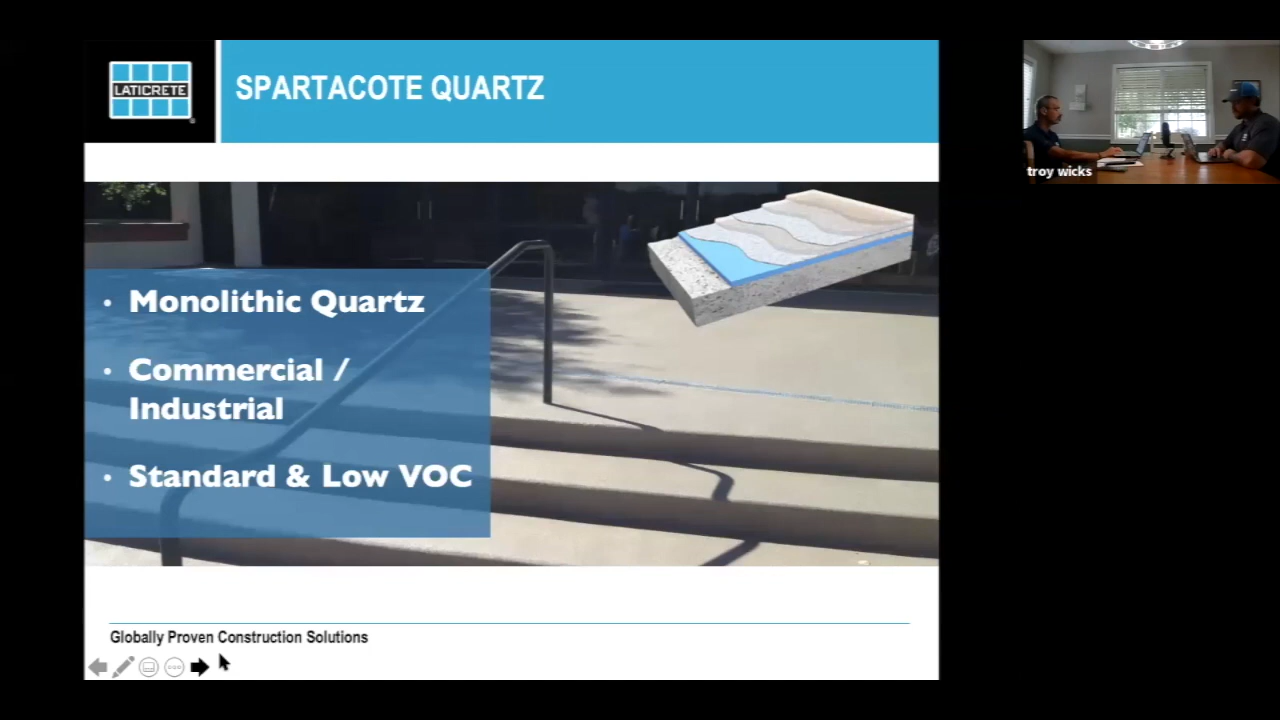 LATICRETE
SPARTACOTE QUARTZ
troy wicks
• Monolithic Quartz
• Commercial /
Industrial
• Standard & Low VOC
Globally Proven Construction Solutions